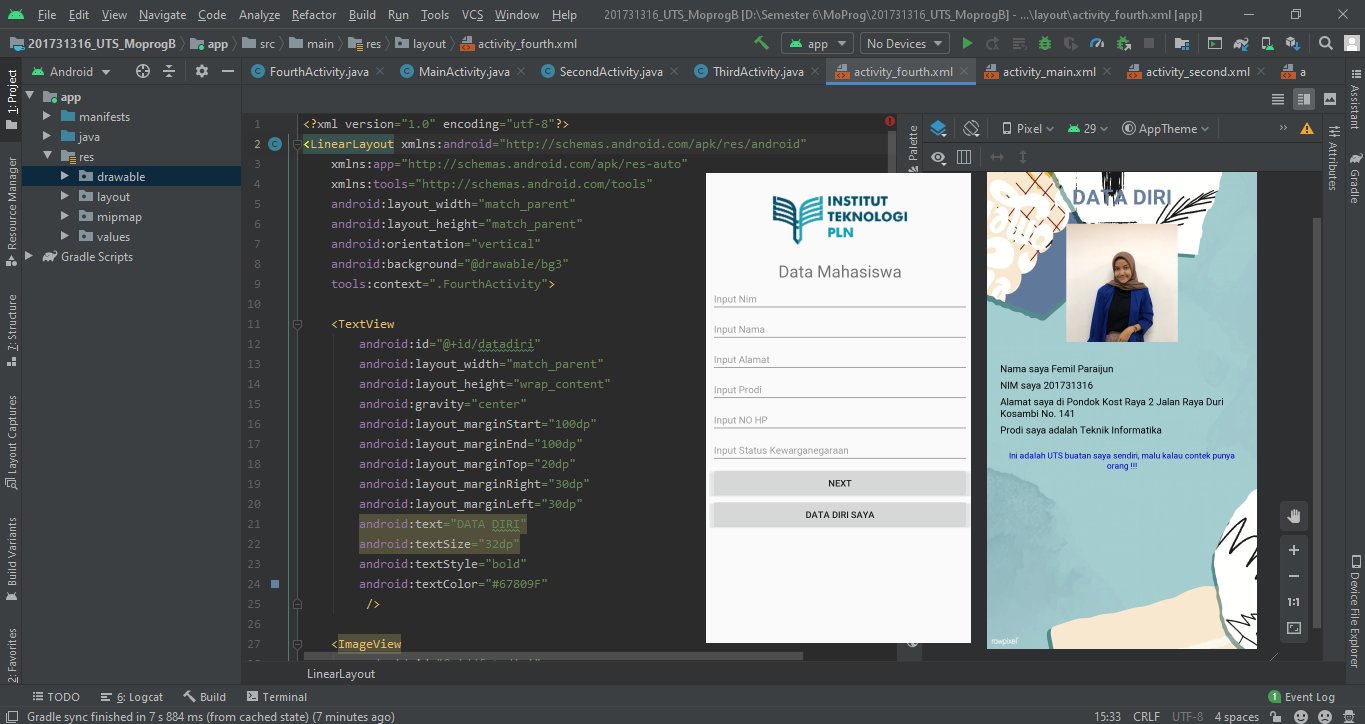 File Edit View Navigate Code Analyze Refactor Build Run Tools VCS Window Help 201731316_UTS_MoprogB [D:\Semester 6\MoProg\201731316_UTS_MoprogB] - ...\layout\activity_fourth.xml [app]
201731316_UTS_MoprogB app src main res layout activity_fourth.xml app No Devices
Android FourthActivity.java MainActivity.java SecondActivity.java ThirdActivity.java activity_fourth.xml activity_main.xml activity_second.xml a
1: Project
Resource Manager
Z: Structure
Layout Captures
Build Variants
2: Favorites
app
manifests
java
res
drawable
layout
mipmap
values
Gradle Scripts
1 <?xml version="1.0" encoding="utf-8"?>
2 <LinearLayout xmlns:android="http://schemas.android.com/apk/res/android"
3 xmlns:app="http://schemas.android.com/apk/res-auto"
4 xmlns:tools="http://schemas.android.com/tools"
5 android:layout_width="match_parent"
6 android:layout_height="match_parent"
7 android:orientation="vertical"
8 android:background="@drawable/bg3"
9 tools:context=".FourthActivity">
10
11 <TextView
12 android:id="@+id/datadiri"
13 android:layout_width="match_parent"
14 android:layout_height="wrap_content"
15 android:gravity="center"
16 android:layout_marginStart="100dp"
17 android:layout_marginEnd="100dp"
18 android:layout_marginTop="20dp"
19 android:layout_marginRight="30dp"
20 android:layout_marginLeft="30dp"
21 android:text="DATA DIRI"
22 android:textSize="32dp"
23 android:textStyle="bold"
24 android:textColor="#67809F"
25 />
26
27 <ImageView
LinearLayout
Palette
Pixel 29 AppTheme
INSTITUT
TEKNOLOGI
PLN
Data Mahasiswa
Input Nim
Input Nama
Input Alamat
Input Prodi
Input NO HP
Input Status Kewarganegaraan
NEXT
DATA DIRI SAYA
DATA DIRI
Nama saya Femil Paraijun
NIM saya 201731316
Alamat saya di Pondok Kost Raya 2 Jalan Raya Duri
Kosambi No. 141
Prodi saya adalah Teknik Informatika
Ini adalah UTS buatan saya sendiri, malu kalau contek punya
orang !!!
rawpixel
1:1
Attributes
Assistant
Gradle
Device File Explorer
TODO 6: Logcat Build Terminal 1 Event Log
Gradle sync finished in 7 s 884 ms (from cached state) (7 minutes ago) 15:33 CRLF UTF-8 4 spaces